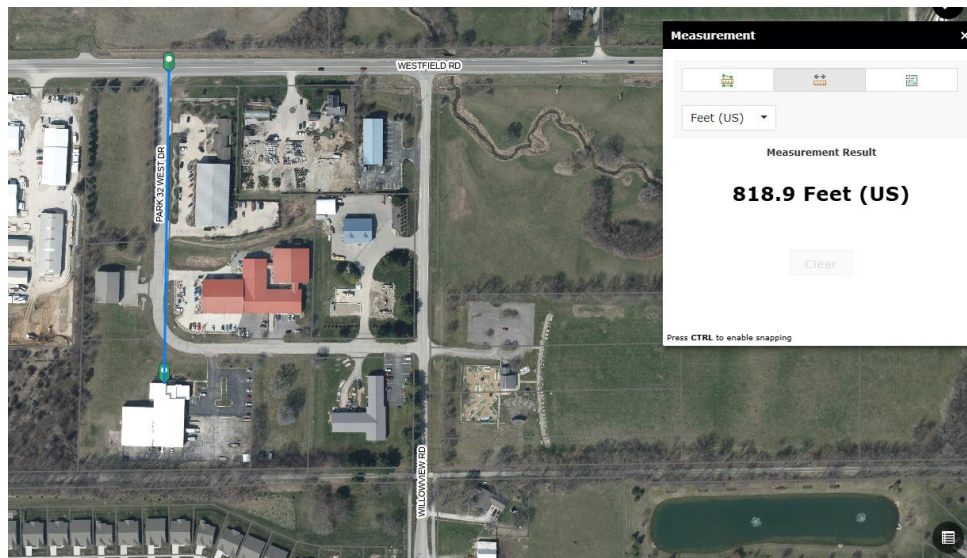 Measurement
Feet (US)
Measurement Result
818.9 Feet (US)
Clear
Press CTRL to enable snapping
WESTFIELD RD
PARK 32 WEST DR
WILLOWVIEW RD